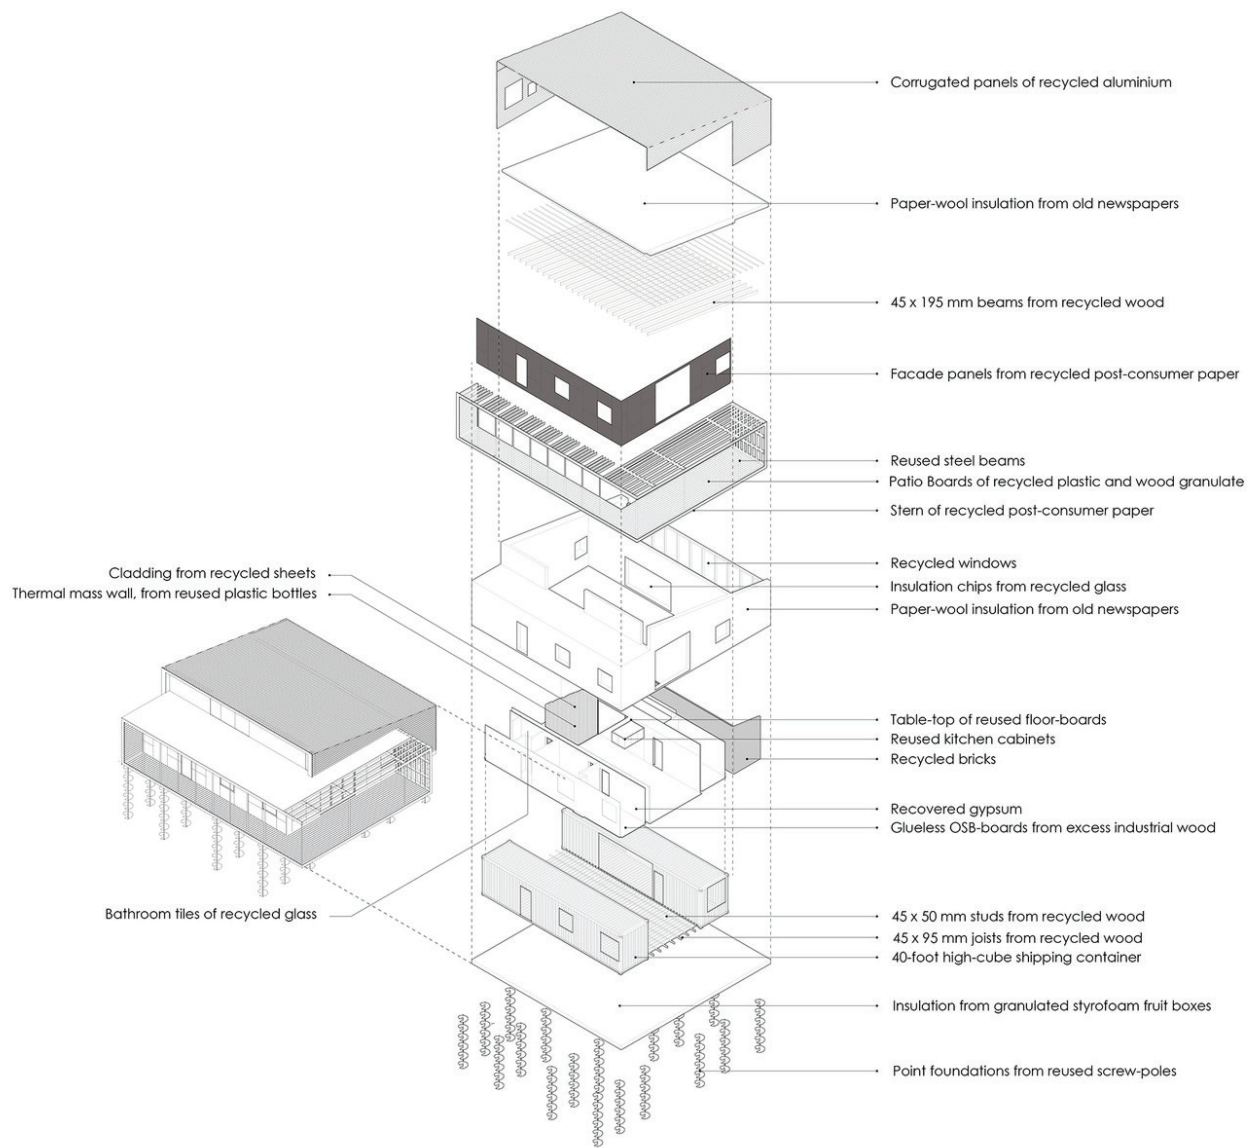 Corrugated panels of recycled aluminium
Paper-wool insulation from old newspapers
45 x 195 mm beams from recycled wood
Facade panels from recycled post-consumer paper
Reused steel beams
Patio Boards of recycled plastic and wood granulate
Stern of recycled post-consumer paper
Recycled windows
Insulation chips from recycled glass
Paper-wool insulation from old newspapers
Cladding from recycled sheets
Thermal mass wall, from reused plastic bottles
Table-top of reused floor-boards
Reused kitchen cabinets
Recycled bricks
Recovered gypsum
Glueless OSB-boards from excess industrial wood
Bathroom tiles of recycled glass
45 x 50 mm studs from recycled wood
45 x 95 mm joists from recycled wood
40-foot high-cube shipping container
Insulation from granulated styrofoam fruit boxes
Point foundations from reused screw-poles